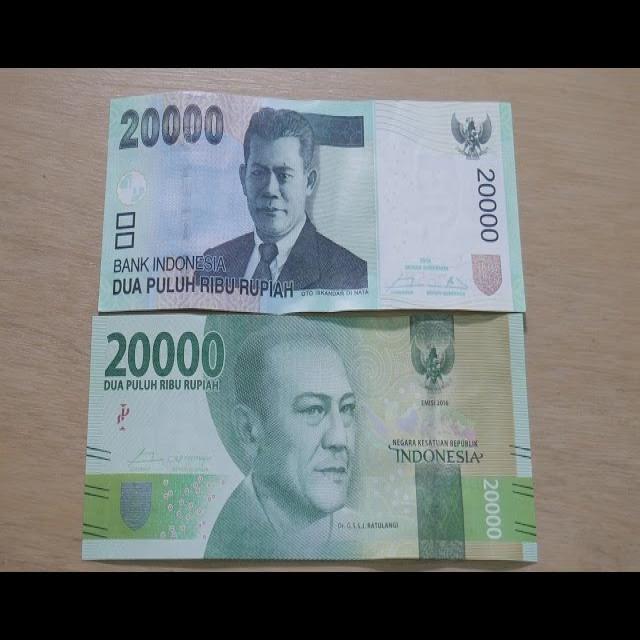 20000
BANK INDONESIA
DUA PULUH RIBU RUPIAH
OTO ISKANDAR DI NATA
20000
20000
DUA PULUH RIBU RUPIAH
EMISI 2016
NEGARA KESATUAN REPUBLIK
INDONESIA
Dr. G.S.S.J. RATULANGI
20000